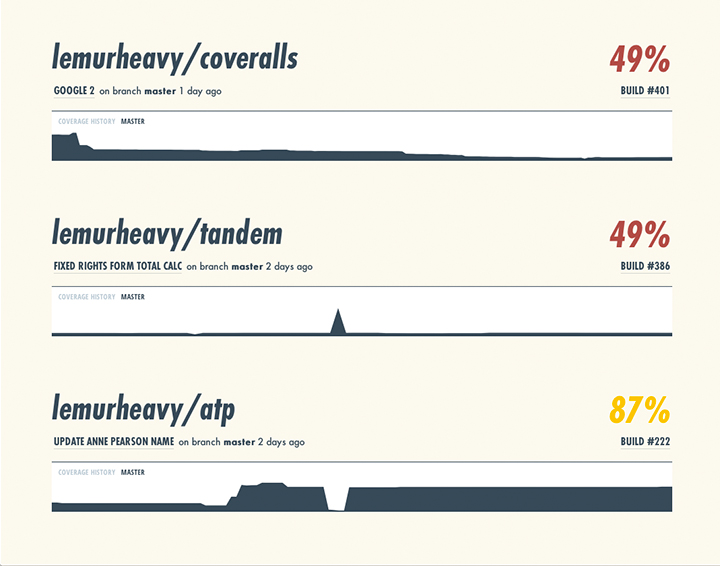 lemurheavy/coveralls 49%
GOOGLE 2 on branch master 1 day ago BUILD #401
COVERAGE HISTORY MASTER
lemurheavy/tandem 49%
FIXED RIGHTS FORM TOTAL CALC on branch master 2 days ago BUILD #386
COVERAGE HISTORY MASTER
lemurheavy/atp 87%
UPDATE ANNE PEARSON NAME on branch master 2 days ago BUILD #222
COVERAGE HISTORY MASTER